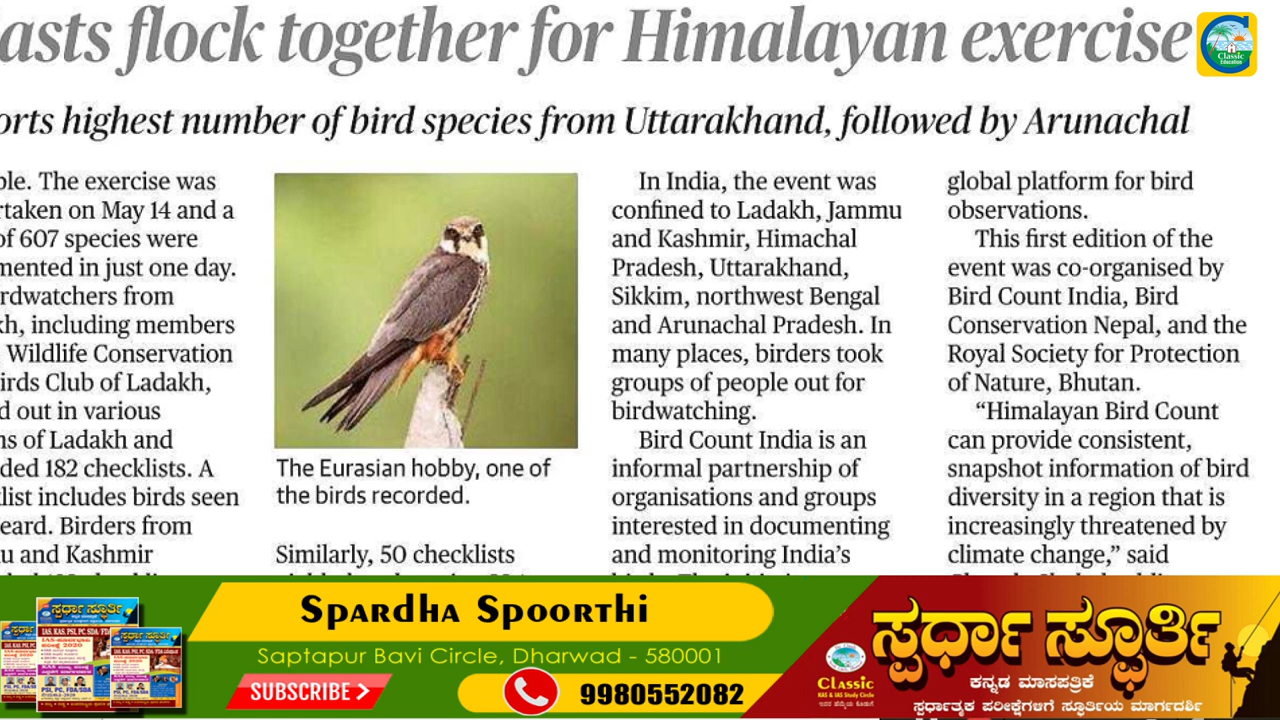 asts flock together for Himalayan exercise
Classic
Education
orts highest number of bird species from Uttarakhand, followed by Arunachal
ble. The exercise was
rtaken on May 14 and a
of 607 species were
mented in just one day.
rdwatchers from
kh, including members
Wildlife Conservation
irds Club of Ladakh,
d out in various
ns of Ladakh and
ded 182 checklists. A
list includes birds seen
eard. Birders from
u and Kashmir
The Eurasian hobby, one of
the birds recorded.
Similarly, 50 checklists
In India, the event was
confined to Ladakh, Jammu
and Kashmir, Himachal
Pradesh, Uttarakhand,
Sikkim, northwest Bengal
and Arunachal Pradesh. In
many places, birders took
groups of people out for
birdwatching.
Bird Count India is an
informal partnership of
organisations and groups
interested in documenting
and monitoring India's
global platform for bird
observations.
This first edition of the
event was co-organised by
Bird Count India, Bird
Conservation Nepal, and the
Royal Society for Protection
of Nature, Bhutan.
“Himalayan Bird Count
can provide consistent,
snapshot information of bird
diversity in a region that is
increasingly threatened by
climate change,” said
Spardha Spoorthi
Saptapur Bavi Circle, Dharwad - 580001
SUBSCRIBE >
9980552082
ಸ್ಪರ್ಧಾ ಸ್ಪೂರ್ತಿ
Classic
KAS & IAS Study Circle
ಕನ್ನಡ ಮಾಸಪತ್ರಿಕೆ
ಸ್ಪರ್ಧಾತ್ಮಕ ಪರೀಕ್ಷೆಗಳಿಗೆ ಸ್ಫೂರ್ತಿಯ ಮಾರ್ಗದರ್ಶಿ